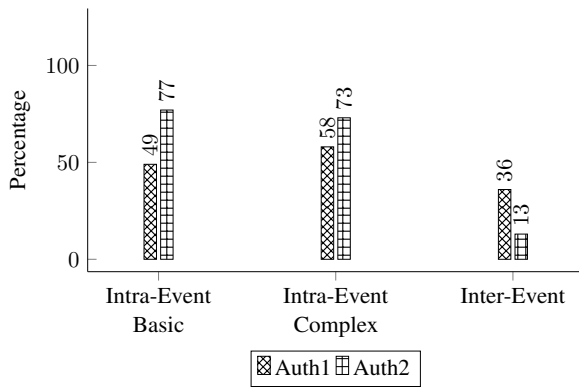 Percentage
100
50
0
49
77
58
73
36
13
Intra-Event
Basic
Intra-Event
Complex
Inter-Event
Auth1 Auth2